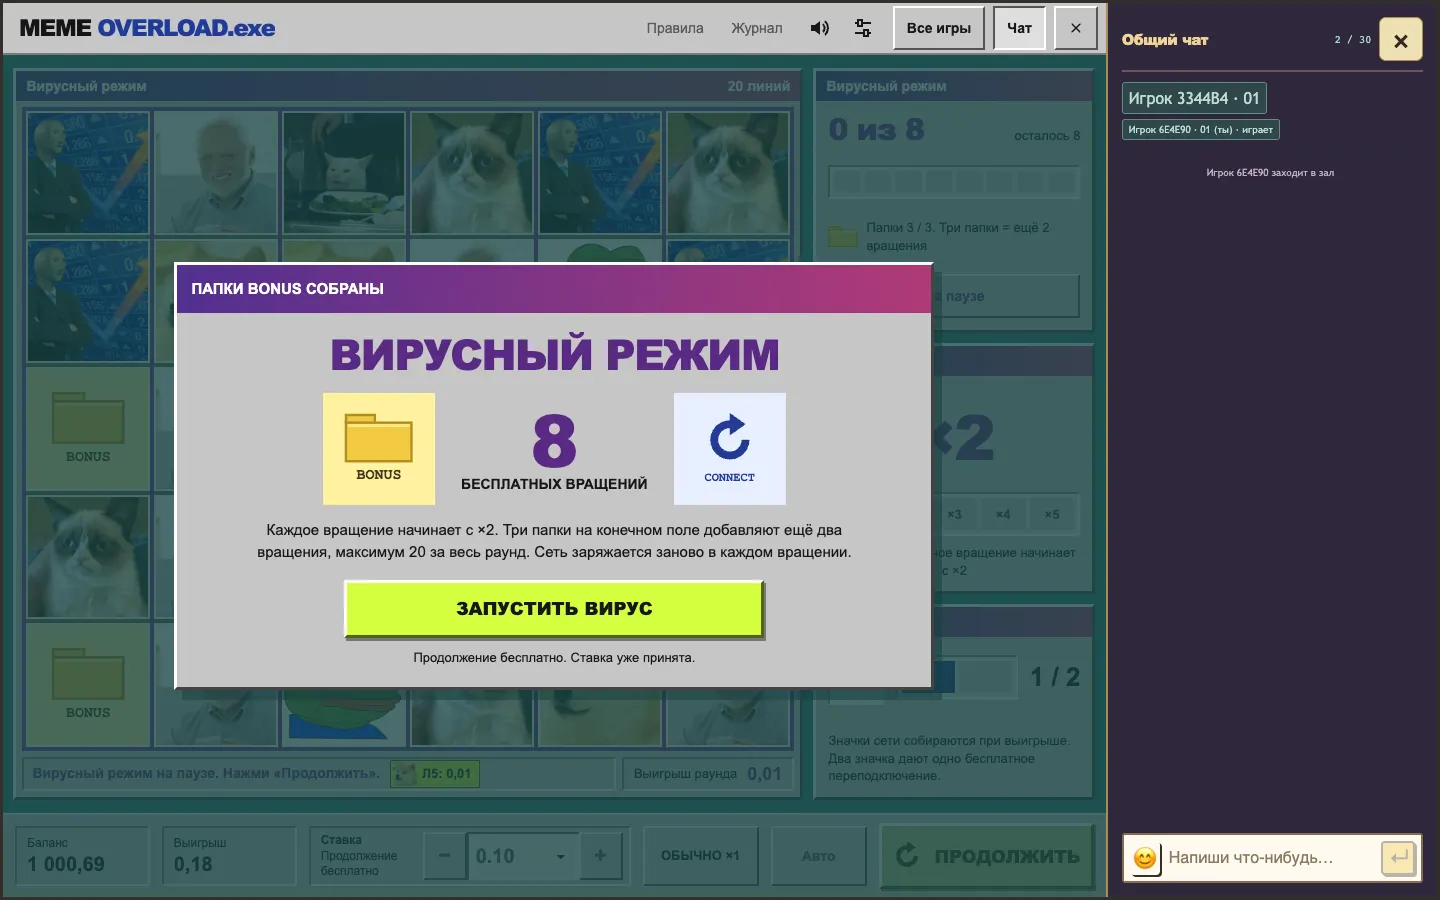 MEME OVERLOAD.exe
Правила
Журнал
Все игры
Чат
×
Вирусный режим
20 линий
BONUS
BONUS
Вирусный режим на паузе. Нажми «Продолжить».
Л5: 0,01
Выигрыш раунда 0,01
Вирусный режим
0 из 8
осталось 8
Папки 3 / 3. Три папки = ещё 2
вращения
паузе
×2
×3
×4
×5
вращение начинает
с ×2
1 / 2
Значки сети собираются при выигрыше.
Два значка дают одно бесплатное
переподключение.
ПАПКИ BONUS СОБРАНЫ
ВИРУСНЫЙ РЕЖИМ
BONUS
8
БЕСПЛАТНЫХ ВРАЩЕНИЙ
CONNECT
Каждое вращение начинает с ×2. Три папки на конечном поле добавляют ещё два
вращения, максимум 20 за весь раунд. Сеть заряжается заново в каждом вращении.
ЗАПУСТИТЬ ВИРУС
Продолжение бесплатно. Ставка уже принята.
Баланс
1 000,69
Выигрыш
0,18
Ставка
Продолжение
бесплатно
−
0.10
+
ОБЫЧНО ×1
Авто
ПРОДОЛЖИТЬ
Общий чат
2 / 30
×
Игрок 3344B4 · 01
Игрок 6E4E90 · 01 (ты) · играет
Игрок 6E4E90 заходит в зал
Напиши что-нибудь...